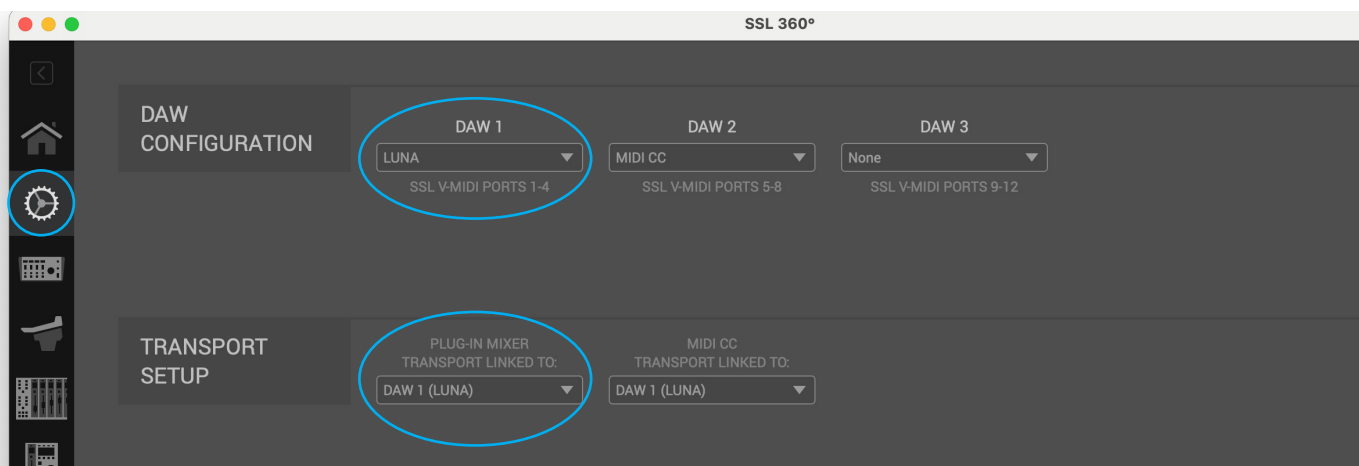 SSL 360°
DAW
CONFIGURATION
DAW 1
LUNA
SSL V-MIDI PORTS 1-4
DAW 2
MIDI CC
SSL V-MIDI PORTS 5-8
DAW 3
None
SSL V-MIDI PORTS 9-12
TRANSPORT
SETUP
PLUG-IN MIXER
TRANSPORT LINKED TO:
DAW 1 (LUNA)
MIDI CC
TRANSPORT LINKED TO:
DAW 1 (LUNA)